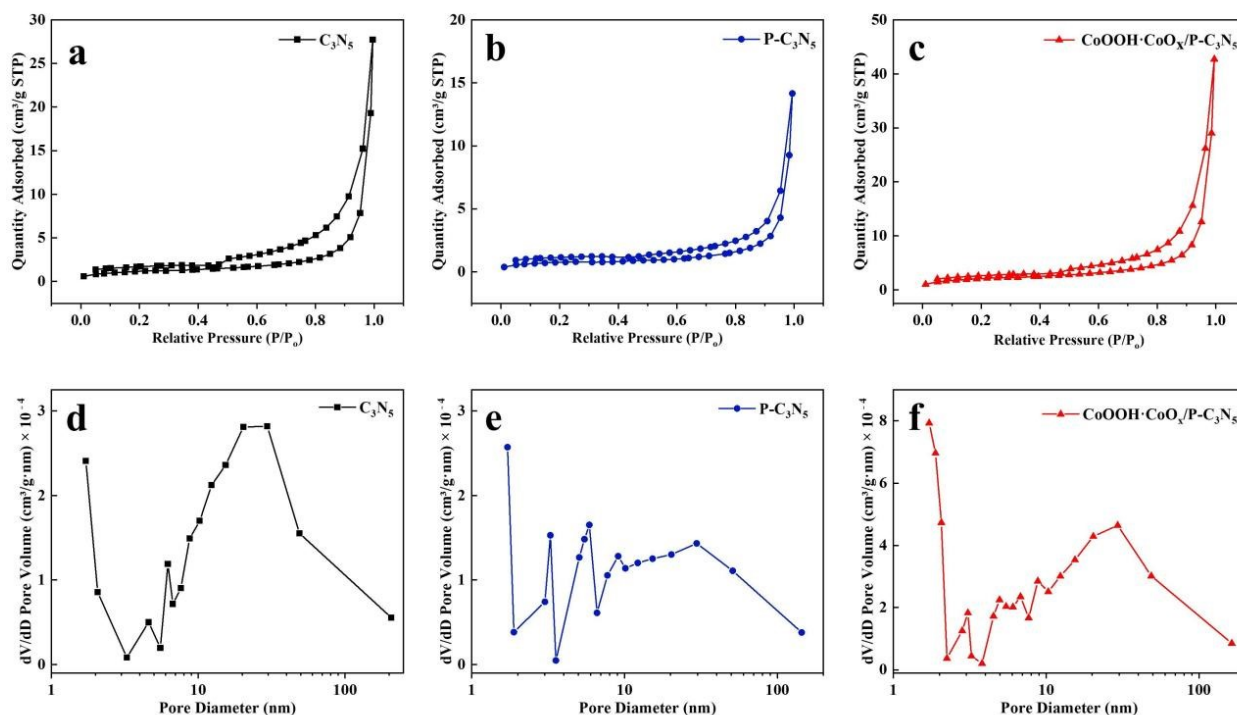 a
C₃N₅
Quantity Adsorbed (cm³/g STP)
30
25
20
15
10
5
0
0.0 0.2 0.4 0.6 0.8 1.0
Relative Pressure (P/Pₒ)
b
P-C₃N₅
Quantity Adsorbed (cm³/g STP)
20
15
10
5
0
0.0 0.2 0.4 0.6 0.8 1.0
Relative Pressure (P/Pₒ)
c
CoOOH·CoOₓ/P-C₃N₅
Quantity Adsorbed (cm³/g STP)
50
40
30
20
10
0
0.0 0.2 0.4 0.6 0.8 1.0
Relative Pressure (P/Pₒ)
d
C₃N₅
dV/dD Pore Volume (cm³/g·nm) × 10⁻⁴
3
2
1
0
1 10 100
Pore Diameter (nm)
e
P-C₃N₅
dV/dD Pore Volume (cm³/g·nm) × 10⁻⁴
3
2
1
0
1 10 100
Pore Diameter (nm)
f
CoOOH·CoOₓ/P-C₃N₅
dV/dD Pore Volume (cm³/g·nm) × 10⁻⁴
8
6
4
2
0
1 10 100
Pore Diameter (nm)